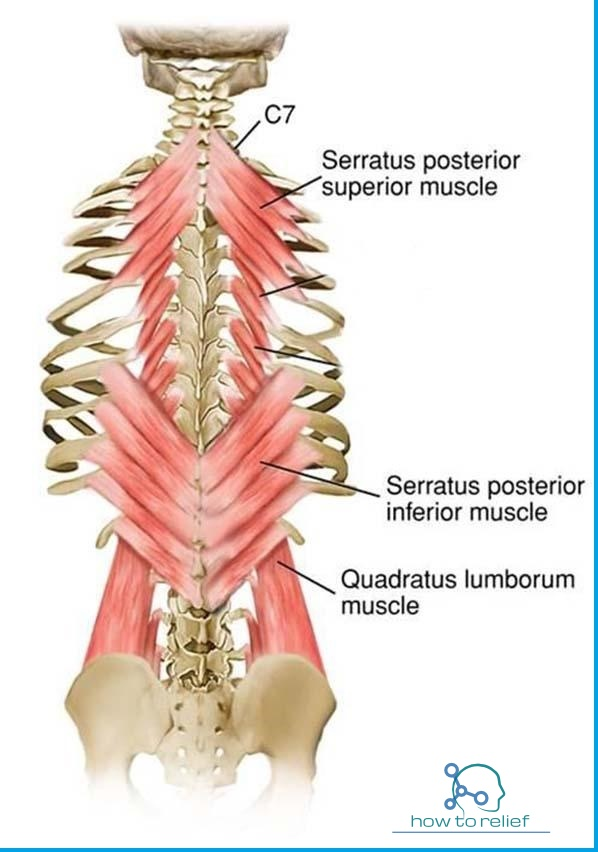 C7
Serratus posterior
superior muscle
Serratus posterior
inferior muscle
Quadratus lumborum
muscle
how to relief